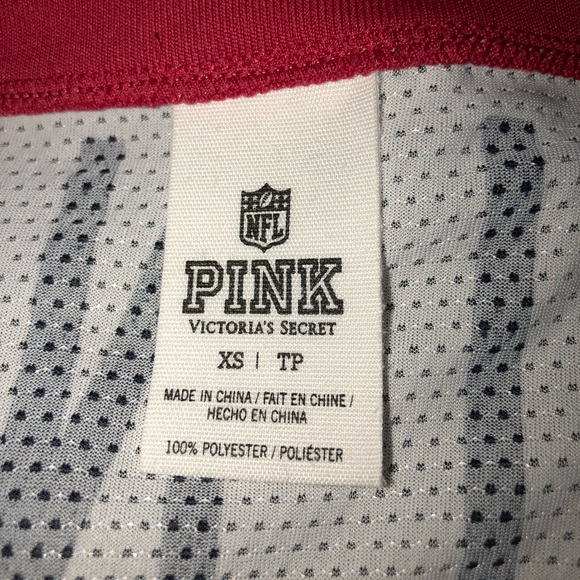 NFL
PINK
VICTORIA'S SECRET
XS | TP
MADE IN CHINA / FAIT EN CHINE /
HECHO EN CHINA
100% POLYESTER / POLIÉSTER